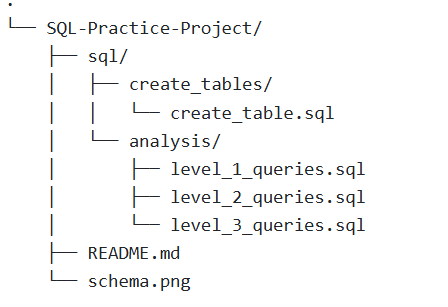 .
└── SQL-Practice-Project/
    ├── sql/
    │   ├── create_tables/
    │   │   └── create_table.sql
    │   └── analysis/
    │       ├── level_1_queries.sql
    │       ├── level_2_queries.sql
    │       └── level_3_queries.sql
    ├── README.md
    └── schema.png